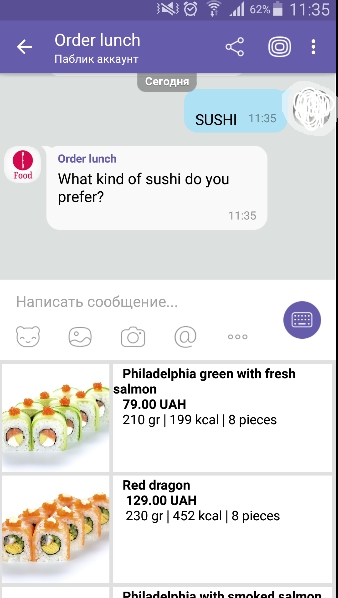 62% 11:35
Order lunch
Паблик аккаунт
Сегодня
SUSHI 11:35
Food
Order lunch
What kind of sushi do you
prefer?
11:35
Написать сообщение...
Philadelphia green with fresh
salmon
79.00 UAH
210 gr | 199 kcal | 8 pieces
Red dragon
129.00 UAH
230 gr | 452 kcal | 8 pieces
Philadelphia with smoked salmon